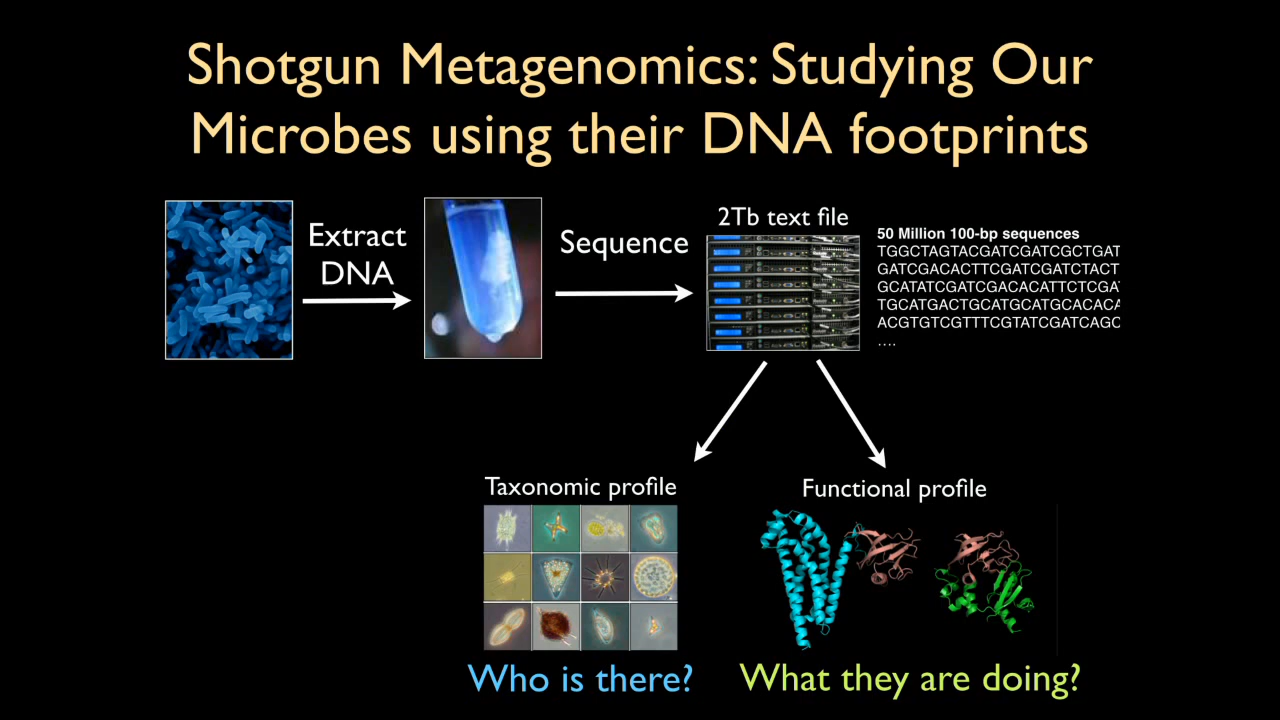 Shotgun Metagenomics: Studying Our
Microbes using their DNA footprints
Extract
DNA
Sequence
2Tb text file
50 Million 100-bp sequences
TGGCTAGTACGATCGATCGCTGAT
GATCGACACTTCGATCGATCTACT
GCATATCGATCGACACATTCTCGAT
TGCATGACTGCATGCATGCACACA
ACGTGTCGTTTCGTATCGATCAGC
....
Taxonomic profile
Functional profile
Who is there?
What they are doing?